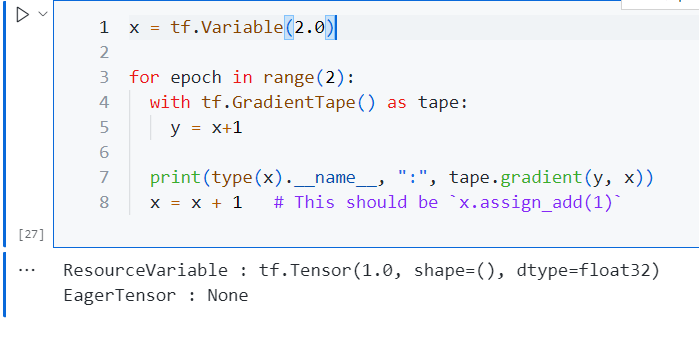 1 x = tf.Variable(2.0)
2
3 for epoch in range(2):
4   with tf.GradientTape() as tape:
5     y = x+1
6
7   print(type(x).__name__, ":", tape.gradient(y, x))
8   x = x + 1   # This should be `x.assign_add(1)`
[27]
... ResourceVariable : tf.Tensor(1.0, shape=(), dtype=float32)
EagerTensor : None